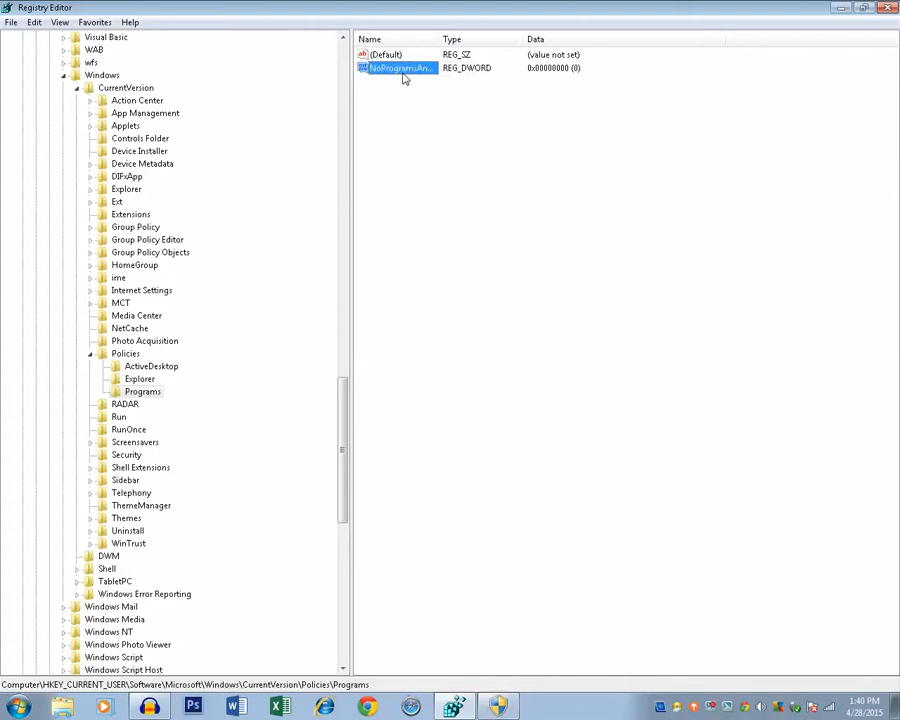 Registry Editor
File Edit View Favorites Help
Visual Basic
WAB
wfs
Windows
CurrentVersion
Action Center
App Management
Applets
Controls Folder
Device Installer
Device Metadata
DIFxApp
Explorer
Ext
Extensions
Group Policy
Group Policy Editor
Group Policy Objects
HomeGroup
ime
Internet Settings
MCT
Media Center
NetCache
Photo Acquisition
Policies
ActiveDesktop
Explorer
Programs
RADAR
Run
RunOnce
Screensavers
Security
Shell Extensions
Sidebar
Telephony
ThemeManager
Themes
Uninstall
WinTrust
DWM
Shell
TabletPC
Windows Error Reporting
Windows Mail
Windows Media
Windows NT
Windows Photo Viewer
Windows Script
Windows Script Host
Name Type Data
ab (Default) REG_SZ (value not set)
NoProgramsAn... REG_DWORD 0x00000000 (0)
Computer\HKEY_CURRENT_USER\Software\Microsoft\Windows\CurrentVersion\Policies\Programs
Ps
1:40 PM
4/28/2015